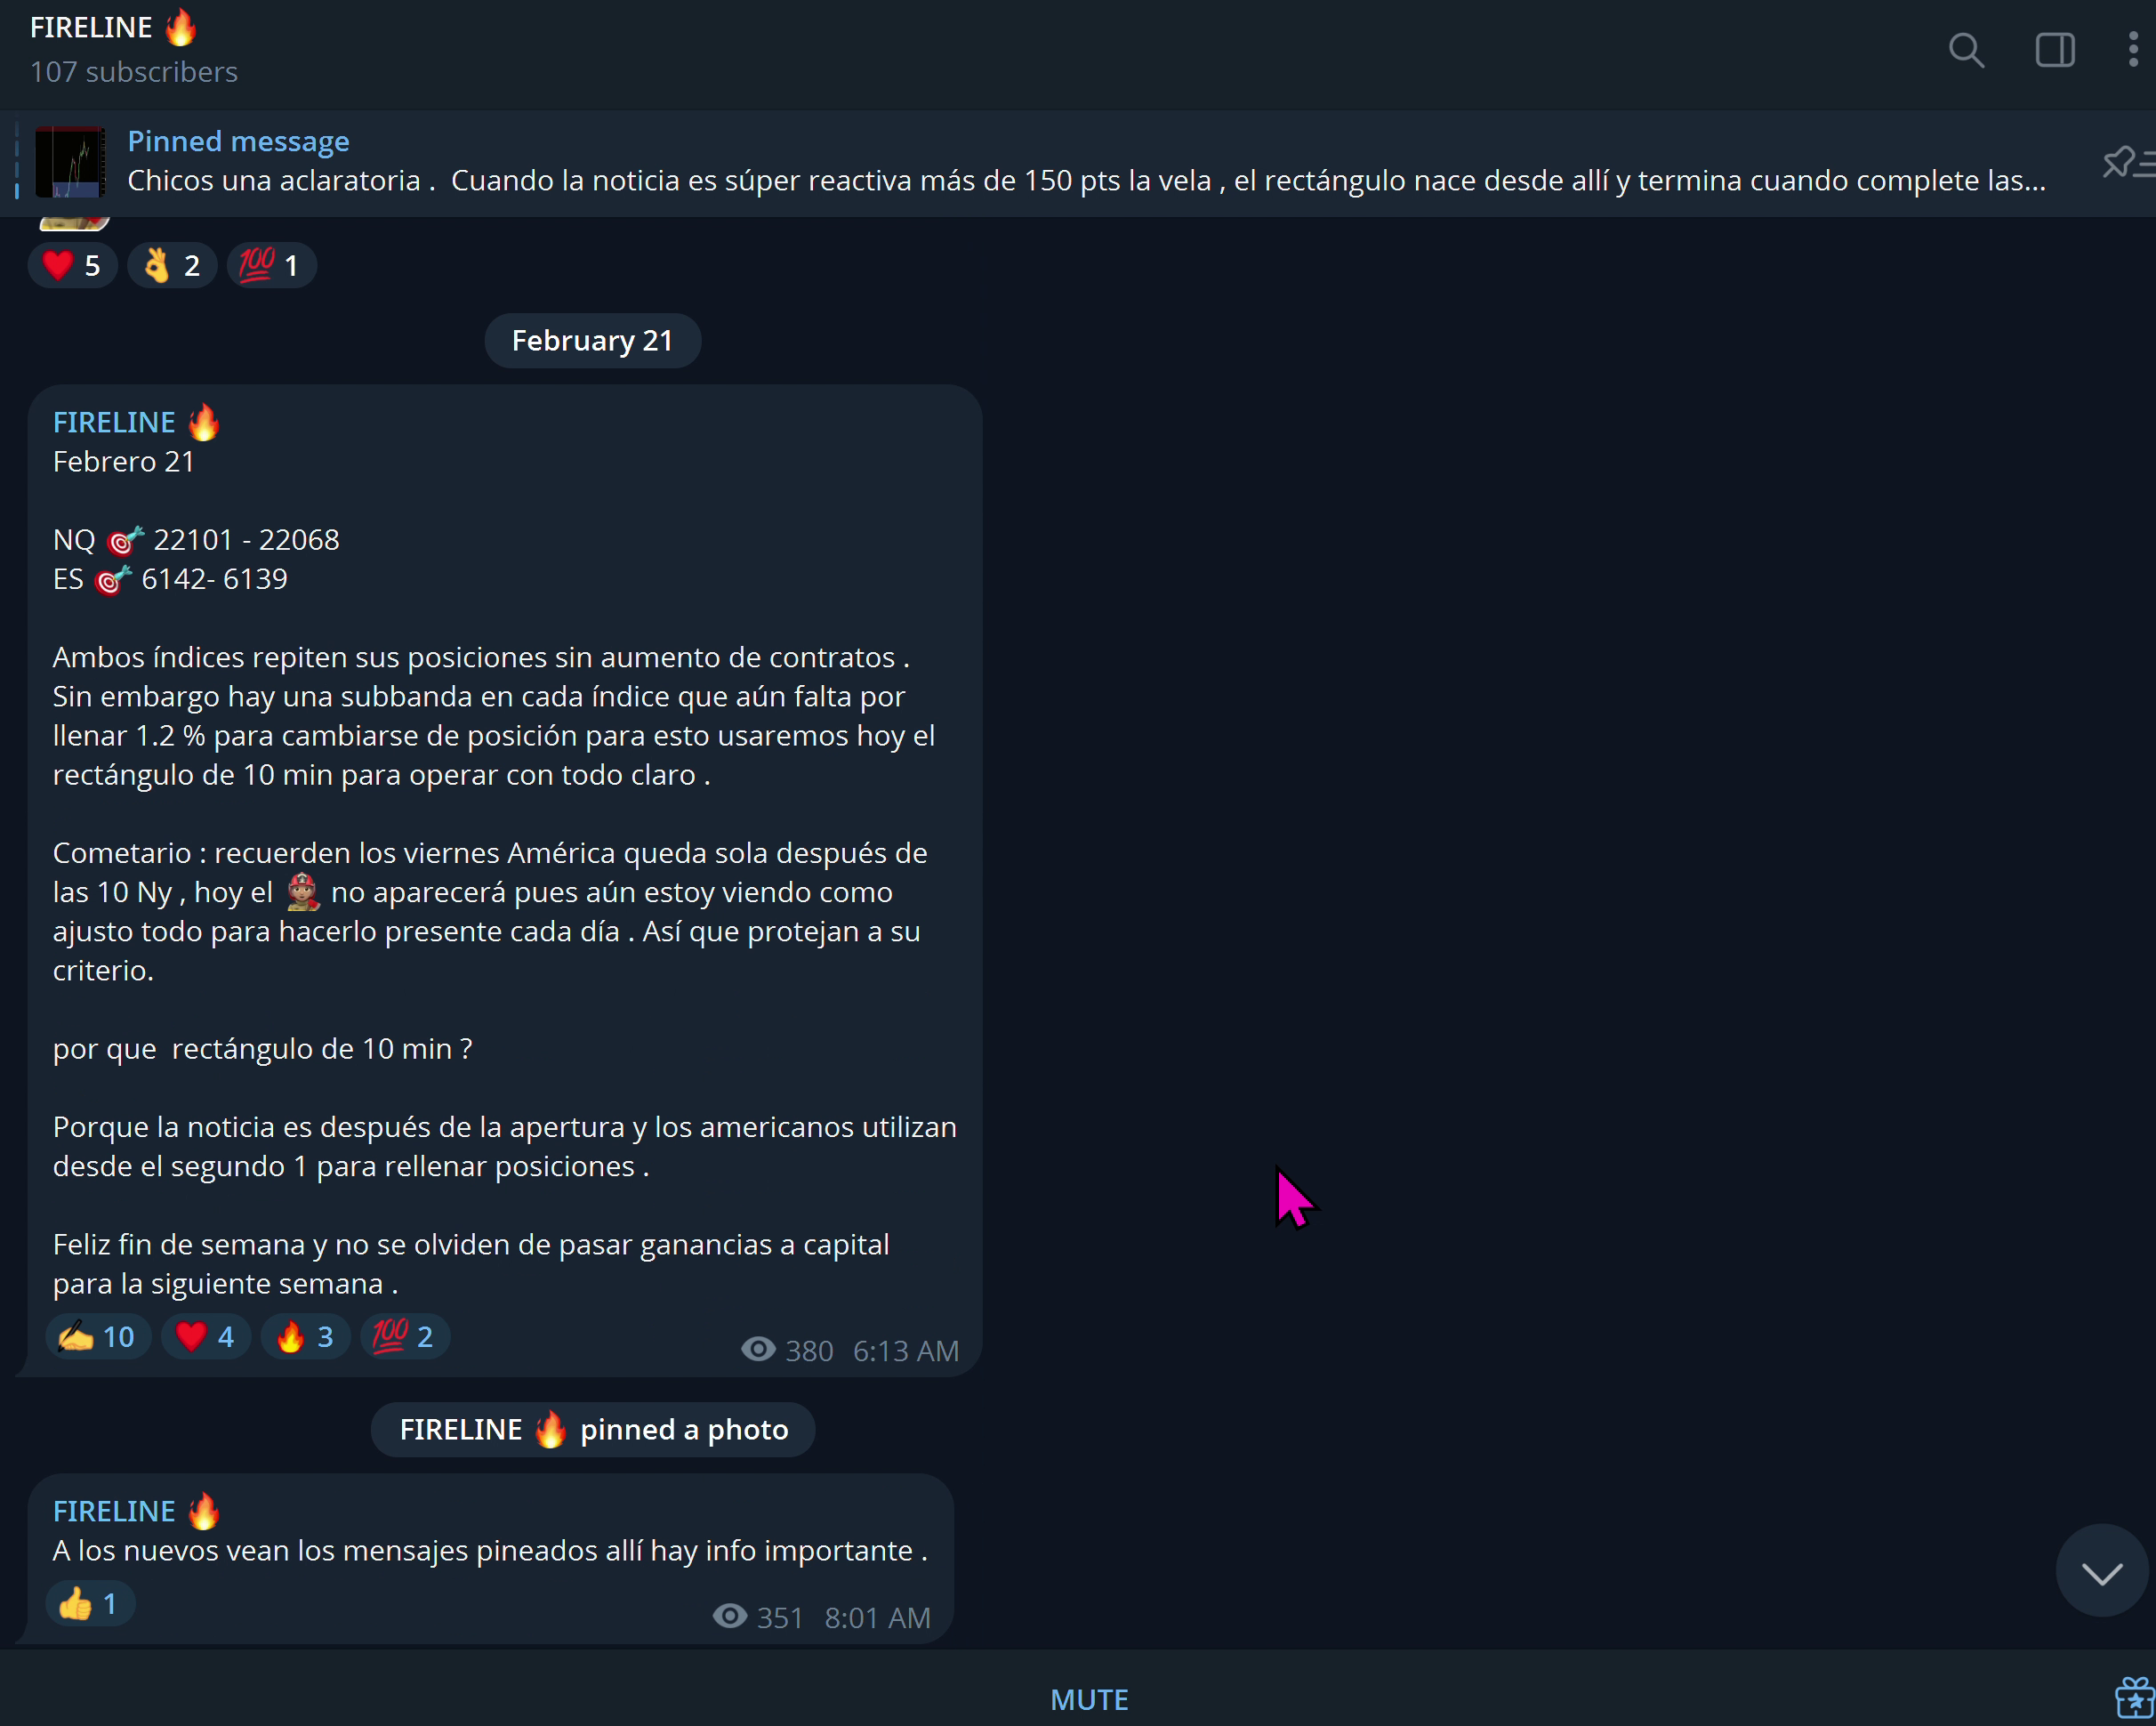 FIRELINE 🔥
107 subscribers
Pinned message
Chicos una aclaratoria .  Cuando la noticia es súper reactiva más de 150 pts la vela , el rectángulo nace desde allí y termina cuando complete las...
❤️ 5 👌 2 💯 1
February 21
FIRELINE 🔥
Febrero 21
NQ 🎯 22101 - 22068
ES 🎯 6142- 6139
Ambos índices repiten sus posiciones sin aumento de contratos .
Sin embargo hay una subbanda en cada índice que aún falta por
llenar 1.2 % para cambiarse de posición para esto usaremos hoy el
rectángulo de 10 min para operar con todo claro .
Cometario : recuerden los viernes América queda sola después de
las 10 Ny , hoy el 👩🏽‍🚒 no aparecerá pues aún estoy viendo como
ajusto todo para hacerlo presente cada día . Así que protejan a su
criterio.
por que  rectángulo de 10 min ?
Porque la noticia es después de la apertura y los americanos utilizan
desde el segundo 1 para rellenar posiciones .
Feliz fin de semana y no se olviden de pasar ganancias a capital
para la siguiente semana .
✍️ 10 ❤️ 4 🔥 3 💯 2 380 6:13 AM
FIRELINE 🔥 pinned a photo
FIRELINE 🔥
A los nuevos vean los mensajes pineados allí hay info importante .
👍 1 351 8:01 AM
MUTE